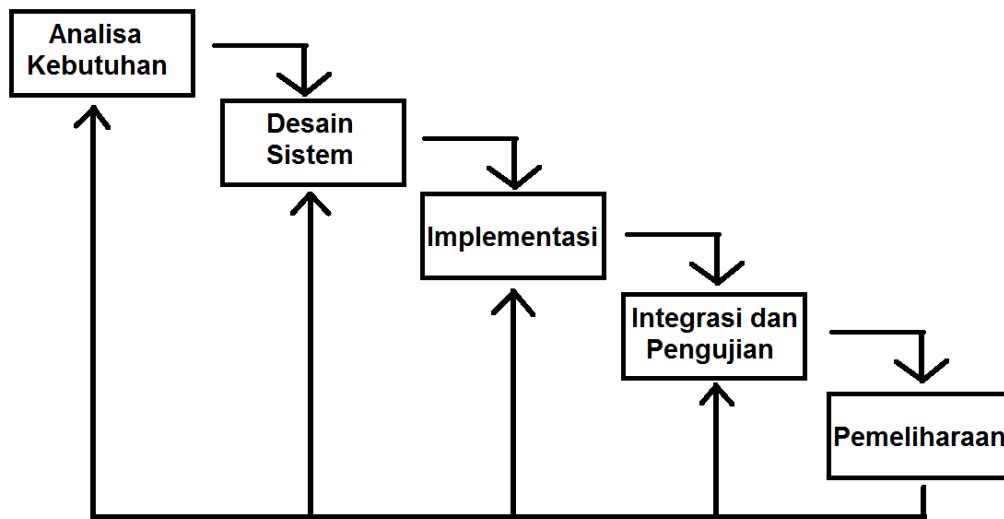 Analisa
Kebutuhan
Desain
Sistem
Implementasi
Integrasi dan
Pengujian
Pemeliharaan